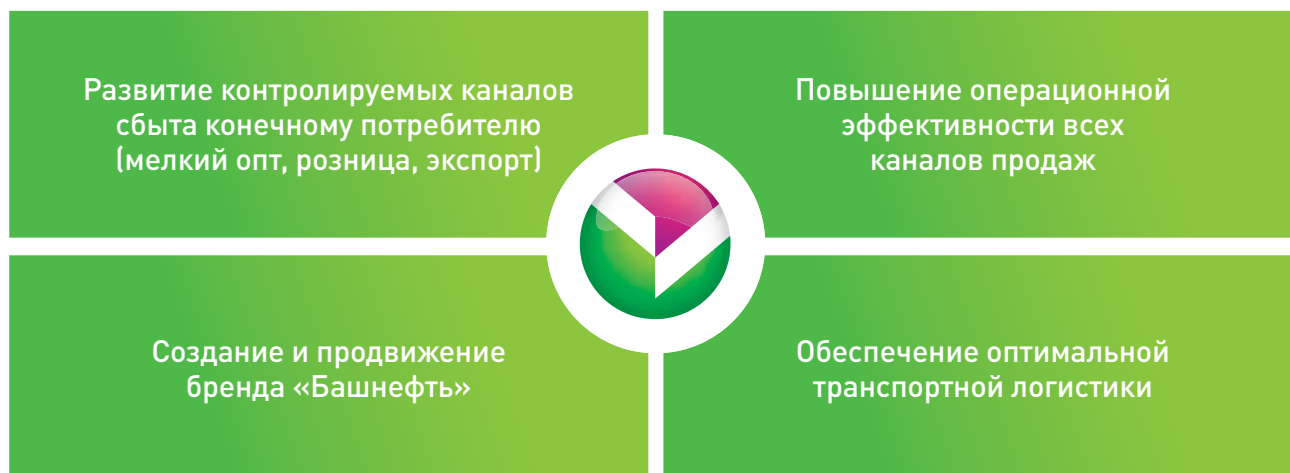 Развитие контролируемых каналов
сбыта конечному потребителю
(мелкий опт, розница, экспорт)
Повышение операционной
эффективности всех
каналов продаж
Создание и продвижение
бренда «Башнефть»
Обеспечение оптимальной
транспортной логистики